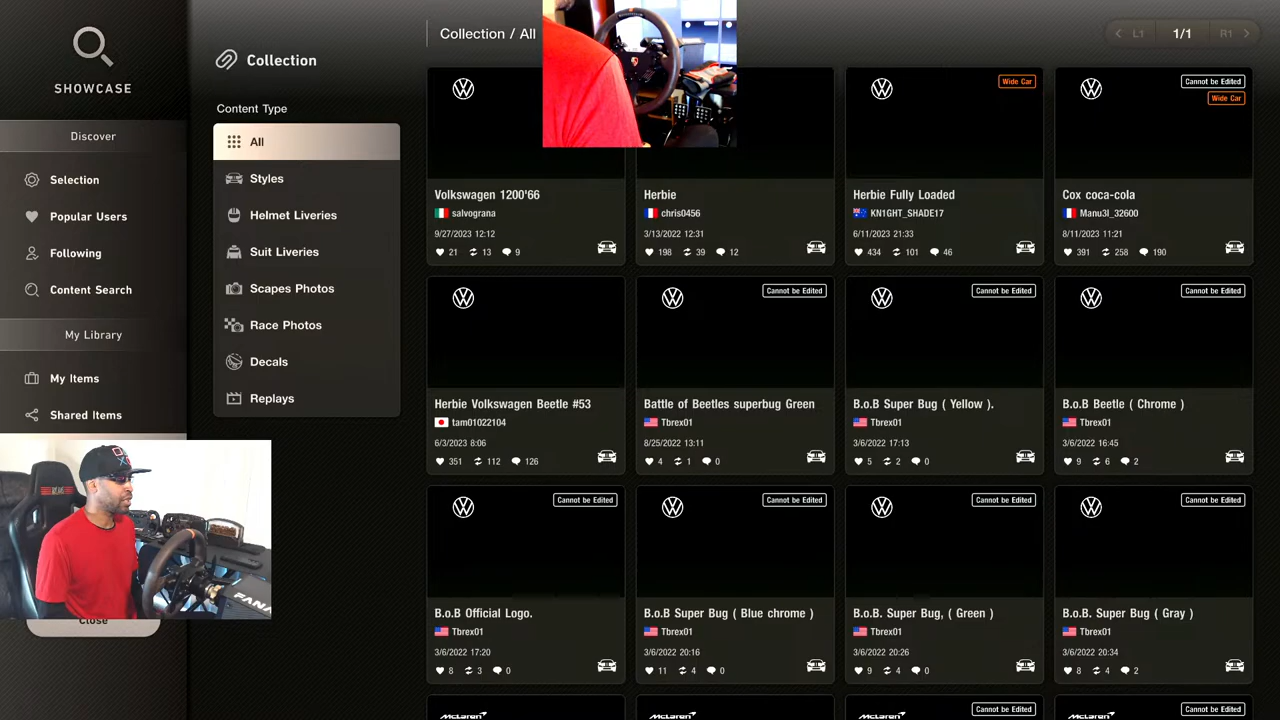 SHOWCASE
Discover
Selection
Popular Users
Following
Content Search
My Library
My Items
Shared Items
Close
Collection
Content Type
All
Styles
Helmet Liveries
Suit Liveries
Scapes Photos
Race Photos
Decals
Replays
Collection / All
L1 1/1 R1
Volkswagen 1200'66
salvograna
9/27/2023 12:12
21 13 9
Herbie
chris0456
3/13/2022 12:31
198 39 12
Wide Car
Herbie Fully Loaded
KN1GHT_SHADE17
6/11/2023 21:33
434 101 46
Cannot be Edited
Wide Car
Cox coca-cola
Manu3l_32600
8/11/2023 11:21
391 258 190
Herbie Volkswagen Beetle #53
tam01022104
6/3/2023 8:06
351 112 126
Cannot be Edited
Battle of Beetles superbug Green
Tbrex01
8/25/2022 13:11
4 1 0
Cannot be Edited
B.o.B Super Bug ( Yellow ).
Tbrex01
3/6/2022 17:13
5 2 0
Cannot be Edited
B.o.B Beetle ( Chrome )
Tbrex01
3/6/2022 16:45
9 6 2
Cannot be Edited
B.o.B Official Logo.
Tbrex01
3/6/2022 17:20
8 3 0
Cannot be Edited
B.o.B Super Bug ( Blue chrome )
Tbrex01
3/6/2022 20:16
11 4 0
Cannot be Edited
B.o.B. Super Bug, ( Green )
Tbrex01
3/6/2022 20:26
9 4 0
Cannot be Edited
B.o.B. Super Bug ( Gray )
Tbrex01
3/6/2022 20:34
8 4 2
McLaren
McLaren
Cannot be Edited
Cannot be Edited
FANA